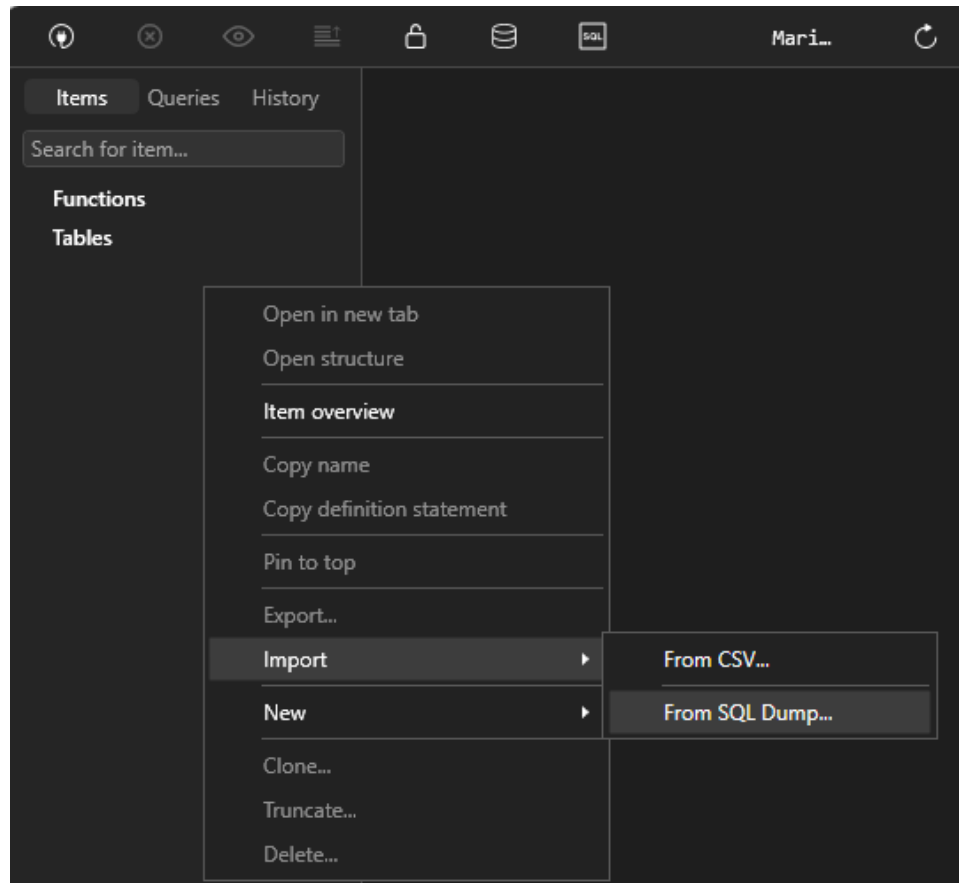 SQL
Mari…
Items Queries History
Search for item...
Functions
Tables
Open in new tab
Open structure
Item overview
Copy name
Copy definition statement
Pin to top
Export...
Import
From CSV...
New
From SQL Dump...
Clone...
Truncate...
Delete...